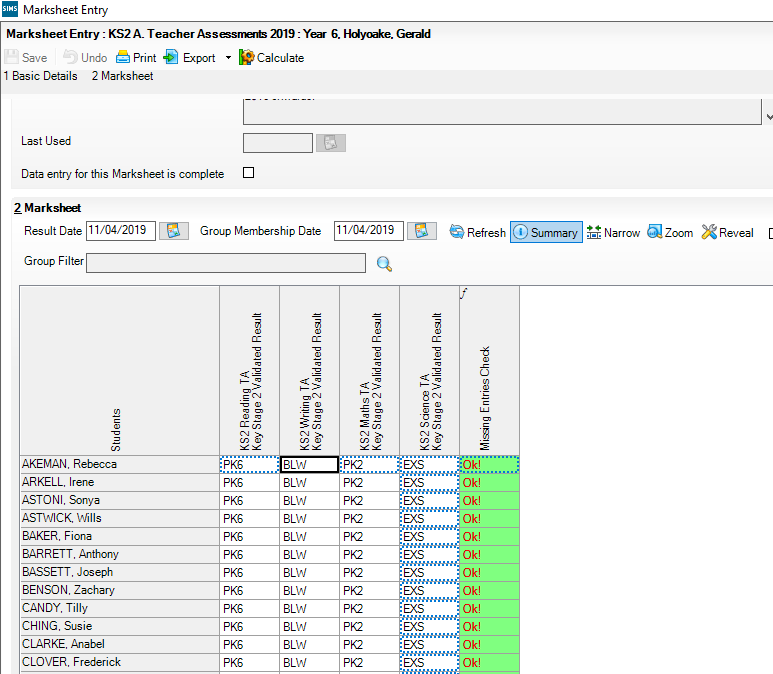 SIMS Marksheet Entry
Marksheet Entry : KS2 A. Teacher Assessments 2019 : Year 6, Holyoake, Gerald
Save Undo Print Export Calculate
1 Basic Details 2 Marksheet
Last Used
Data entry for this Marksheet is complete
2 Marksheet
Result Date 11/04/2019 Group Membership Date 11/04/2019 Refresh Summary Narrow Zoom Reveal
Group Filter
Students
KS2 Reading TA
Key Stage 2 Validated Result
KS2 Writing TA
Key Stage 2 Validated Result
KS2 Maths TA
Key Stage 2 Validated Result
KS2 Science TA
Key Stage 2 Validated Result
f
Missing Entries Check
AKEMAN, Rebecca PK6 BLW PK2 EXS Ok!
ARKELL, Irene PK6 BLW PK2 EXS Ok!
ASTONI, Sonya PK6 BLW PK2 EXS Ok!
ASTWICK, Wills PK6 BLW PK2 EXS Ok!
BAKER, Fiona PK6 BLW PK2 EXS Ok!
BARRETT, Anthony PK6 BLW PK2 EXS Ok!
BASSETT, Joseph PK6 BLW PK2 EXS Ok!
BENSON, Zachary PK6 BLW PK2 EXS Ok!
CANDY, Tilly PK6 BLW PK2 EXS Ok!
CHING, Susie PK6 BLW PK2 EXS Ok!
CLARKE, Anabel PK6 BLW PK2 EXS Ok!
CLOVER, Frederick PK6 BLW PK2 EXS Ok!